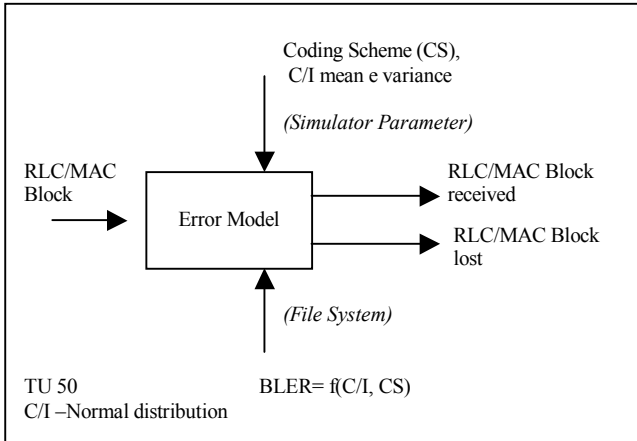 Coding Scheme (CS),
C/I mean e variance
(Simulator Parameter)
RLC/MAC
Block
Error Model
RLC/MAC Block
received
RLC/MAC Block
lost
(File System)
TU 50
BLER= f(C/I, CS)
C/I –Normal distribution